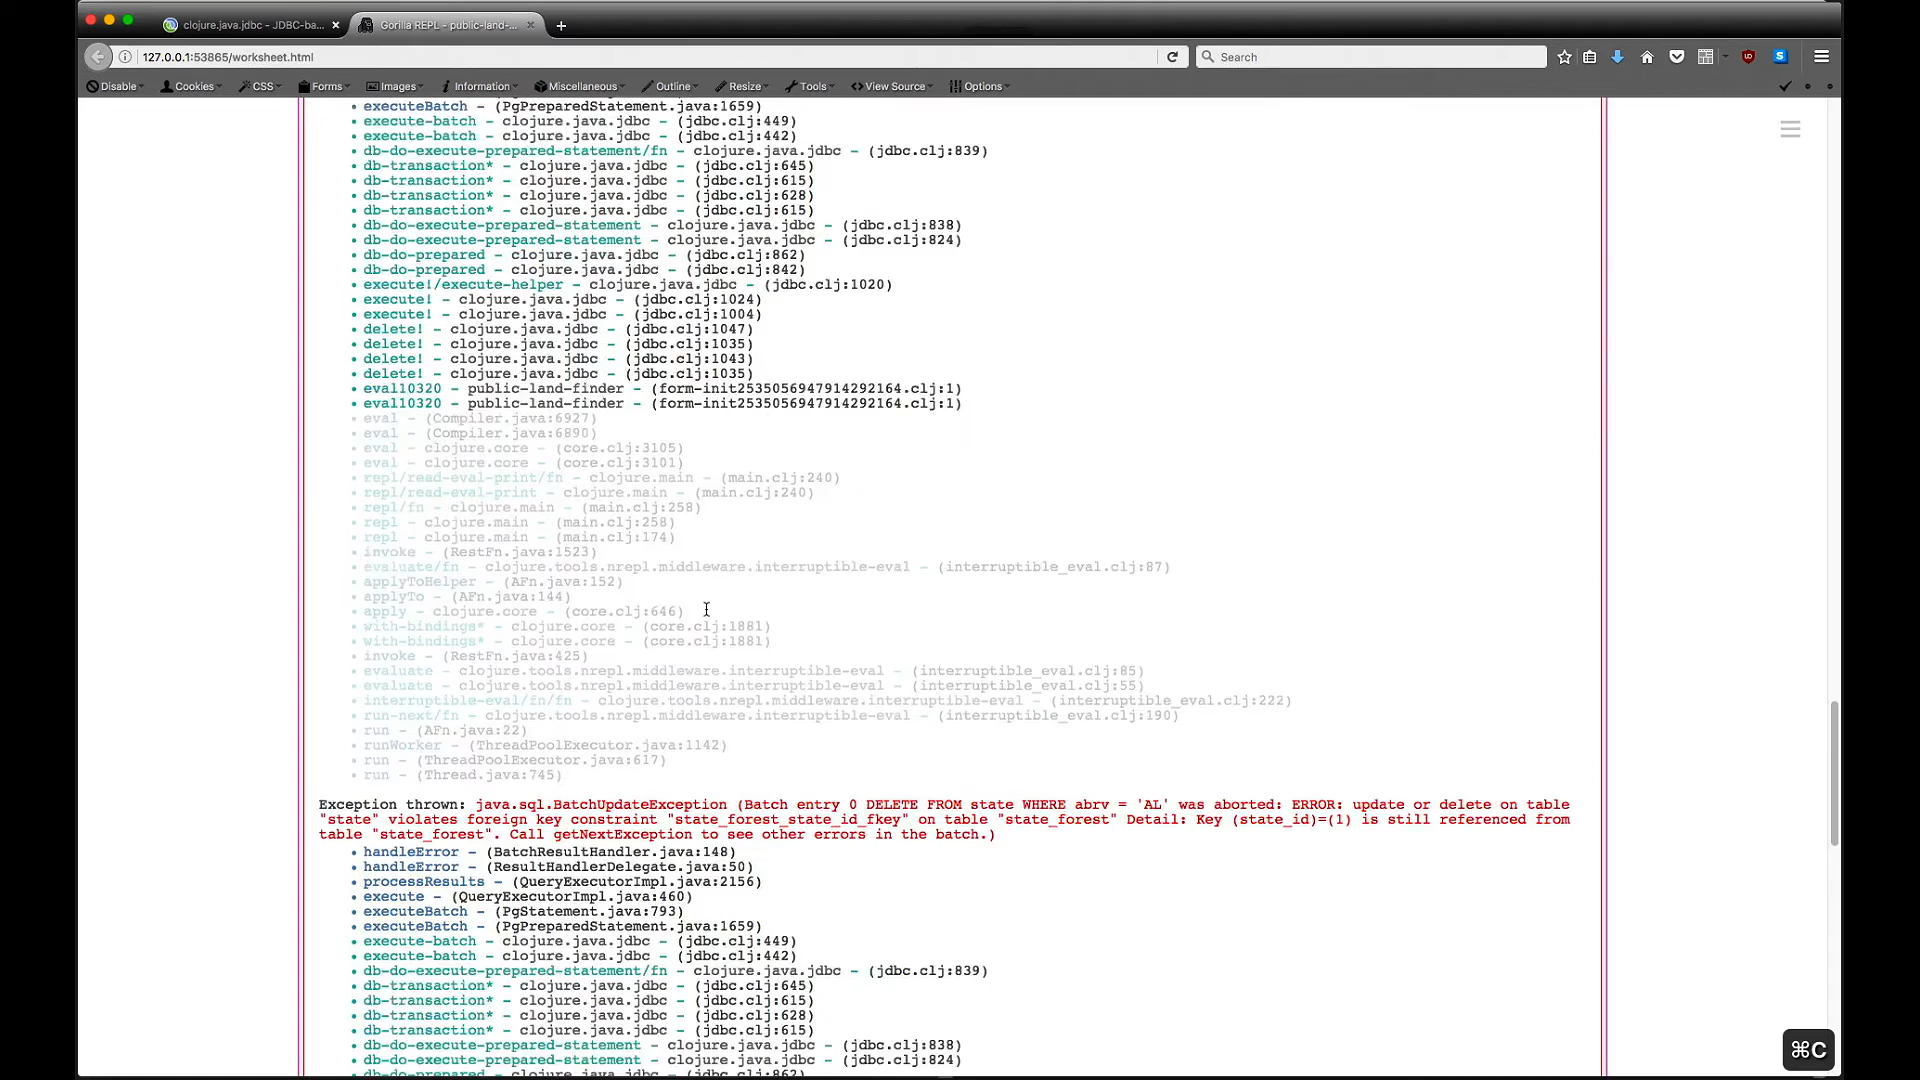 clojure.java.jdbc - JDBC-ba...
Gorilla REPL - public-land-...
127.0.0.1:53865/worksheet.html
Search
Disable
Cookies
CSS
Forms
Images
Information
Miscellaneous
Outline
Resize
Tools
View Source
Options
• executeBatch - (PgPreparedStatement.java:1659)
• execute-batch - clojure.java.jdbc - (jdbc.clj:449)
• execute-batch - clojure.java.jdbc - (jdbc.clj:442)
• db-do-execute-prepared-statement/fn - clojure.java.jdbc - (jdbc.clj:839)
• db-transaction* - clojure.java.jdbc - (jdbc.clj:645)
• db-transaction* - clojure.java.jdbc - (jdbc.clj:615)
• db-transaction* - clojure.java.jdbc - (jdbc.clj:628)
• db-transaction* - clojure.java.jdbc - (jdbc.clj:615)
• db-do-execute-prepared-statement - clojure.java.jdbc - (jdbc.clj:838)
• db-do-execute-prepared-statement - clojure.java.jdbc - (jdbc.clj:824)
• db-do-prepared - clojure.java.jdbc - (jdbc.clj:862)
• db-do-prepared - clojure.java.jdbc - (jdbc.clj:842)
• execute!/execute-helper - clojure.java.jdbc - (jdbc.clj:1020)
• execute! - clojure.java.jdbc - (jdbc.clj:1024)
• execute! - clojure.java.jdbc - (jdbc.clj:1004)
• delete! - clojure.java.jdbc - (jdbc.clj:1047)
• delete! - clojure.java.jdbc - (jdbc.clj:1035)
• delete! - clojure.java.jdbc - (jdbc.clj:1043)
• delete! - clojure.java.jdbc - (jdbc.clj:1035)
• eval10320 - public-land-finder - (form-init2535056947914292164.clj:1)
• eval10320 - public-land-finder - (form-init2535056947914292164.clj:1)
• eval - (Compiler.java:6927)
• eval - (Compiler.java:6890)
• eval - clojure.core - (core.clj:3105)
• eval - clojure.core - (core.clj:3101)
• repl/read-eval-print/fn - clojure.main - (main.clj:240)
• repl/read-eval-print - clojure.main - (main.clj:240)
• repl/fn - clojure.main - (main.clj:258)
• repl - clojure.main - (main.clj:258)
• repl - clojure.main - (main.clj:174)
• invoke - (RestFn.java:1523)
• evaluate/fn - clojure.tools.nrepl.middleware.interruptible-eval - (interruptible_eval.clj:87)
• applyToHelper - (AFn.java:152)
• applyTo - (AFn.java:144)
• apply - clojure.core - (core.clj:646)
• with-bindings* - clojure.core - (core.clj:1881)
• with-bindings* - clojure.core - (core.clj:1881)
• invoke - (RestFn.java:425)
• evaluate - clojure.tools.nrepl.middleware.interruptible-eval - (interruptible_eval.clj:85)
• evaluate - clojure.tools.nrepl.middleware.interruptible-eval - (interruptible_eval.clj:55)
• interruptible-eval/fn/fn - clojure.tools.nrepl.middleware.interruptible-eval - (interruptible_eval.clj:222)
• run-next/fn - clojure.tools.nrepl.middleware.interruptible-eval - (interruptible_eval.clj:190)
• run - (AFn.java:22)
• runWorker - (ThreadPoolExecutor.java:1142)
• run - (ThreadPoolExecutor.java:617)
• run - (Thread.java:745)
Exception thrown: java.sql.BatchUpdateException (Batch entry 0 DELETE FROM state WHERE abrv = 'AL' was aborted: ERROR: update or delete on table
"state" violates foreign key constraint "state_forest_state_id_fkey" on table "state_forest" Detail: Key (state_id)=(1) is still referenced from
table "state_forest". Call getNextException to see other errors in the batch.)
• handleError - (BatchResultHandler.java:148)
• handleError - (ResultHandlerDelegate.java:50)
• processResults - (QueryExecutorImpl.java:2156)
• execute - (QueryExecutorImpl.java:460)
• executeBatch - (PgStatement.java:793)
• executeBatch - (PgPreparedStatement.java:1659)
• execute-batch - clojure.java.jdbc - (jdbc.clj:449)
• execute-batch - clojure.java.jdbc - (jdbc.clj:442)
• db-do-execute-prepared-statement/fn - clojure.java.jdbc - (jdbc.clj:839)
• db-transaction* - clojure.java.jdbc - (jdbc.clj:645)
• db-transaction* - clojure.java.jdbc - (jdbc.clj:615)
• db-transaction* - clojure.java.jdbc - (jdbc.clj:628)
• db-transaction* - clojure.java.jdbc - (jdbc.clj:615)
• db-do-execute-prepared-statement - clojure.java.jdbc - (jdbc.clj:838)
• db-do-execute-prepared-statement - clojure.java.jdbc - (jdbc.clj:824)
• db-do-prepared - clojure.java.jdbc - (jdbc.clj:862)
⌘C